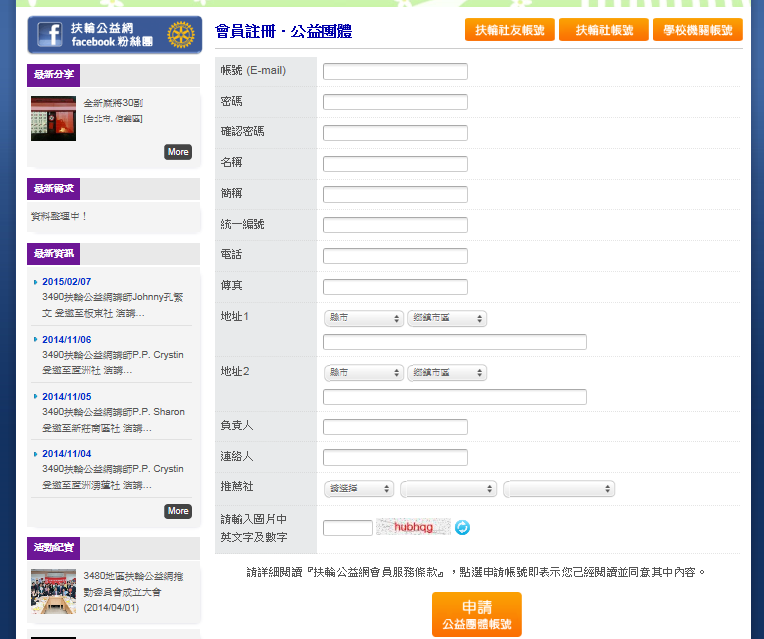 扶輪公益網
facebook 粉絲團
最新分享
全新麻將30副
[台北市, 信義區]
More
最新需求
資料整理中！
最新資訊
2015/02/07
3490扶輪公益網講師Johnny孔繁
文 受邀至板東社 演講…
2014/11/06
3490扶輪公益網講師P.P. Crystin
受邀至蘆洲社 演講…
2014/11/05
3490扶輪公益網講師P.P. Sharon
受邀至新莊南區社 演講…
2014/11/04
3490扶輪公益網講師P.P. Crystin
受邀至蘆洲湧蓮社 演講…
More
活動紀實
3480地區扶輪公益網推
動委員會成立大會
(2014/04/01)
會員註冊・公益團體
扶輪社友帳號
扶輪社帳號
學校機關帳號
帳號 (E-mail)
密碼
確認密碼
名稱
簡稱
統一編號
電話
傳真
地址1
縣市 鄉鎮市區
地址2
縣市 鄉鎮市區
負責人
連絡人
推薦社
請選擇
請輸入圖片中
英文字及數字
hubhqg
請詳細閱讀『扶輪公益網會員服務條款』，點選申請帳號即表示您已經閱讀並同意其中內容。
申請
公益團體帳號